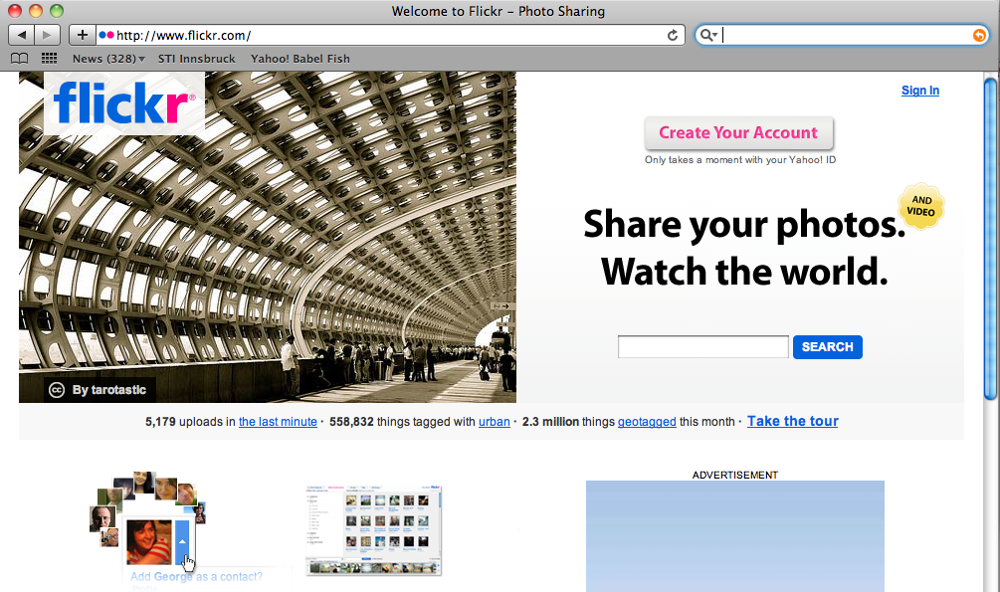 Welcome to Flickr – Photo Sharing
http://www.flickr.com/
News (328)
STI Innsbruck
Yahoo! Babel Fish
flickr®
Sign In
Create Your Account
Only takes a moment with your Yahoo! ID
AND
VIDEO
Share your photos.
Watch the world.
SEARCH
cc By tarotastic
5,179 uploads in the last minute · 558,832 things tagged with urban · 2.3 million things geotagged this month · Take the tour
ADVERTISEMENT
Add George as a contact?